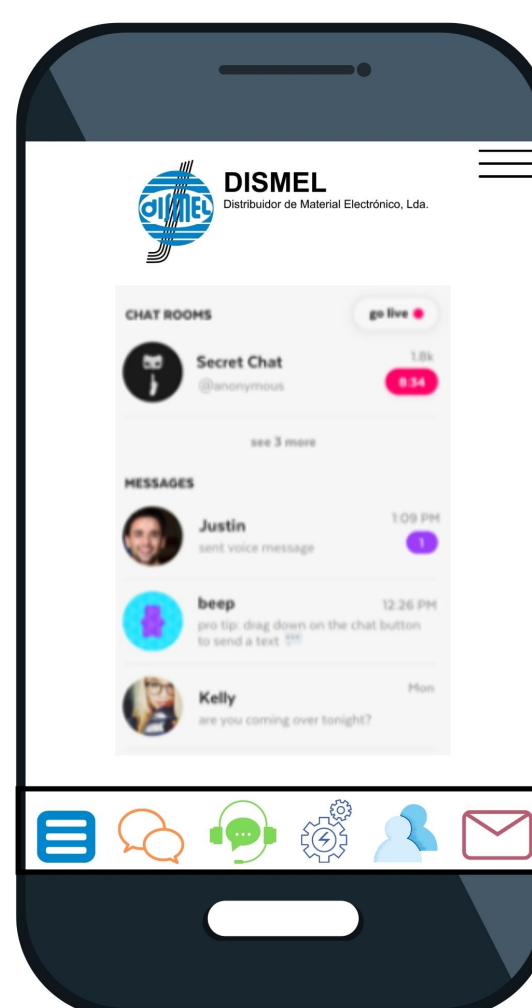 DISMEL
Distribuidor de Material Electrónico, Lda.
dISMEL
CHAT ROOMS
go live
Secret Chat
1.8k
@anonymous
8:34
see 3 more
MESSAGES
Justin
1:09 PM
sent voice message
1
beep
12:26 PM
pro tip: drag down on the chat button
to send a text
Kelly
Mon
are you coming over tonight?